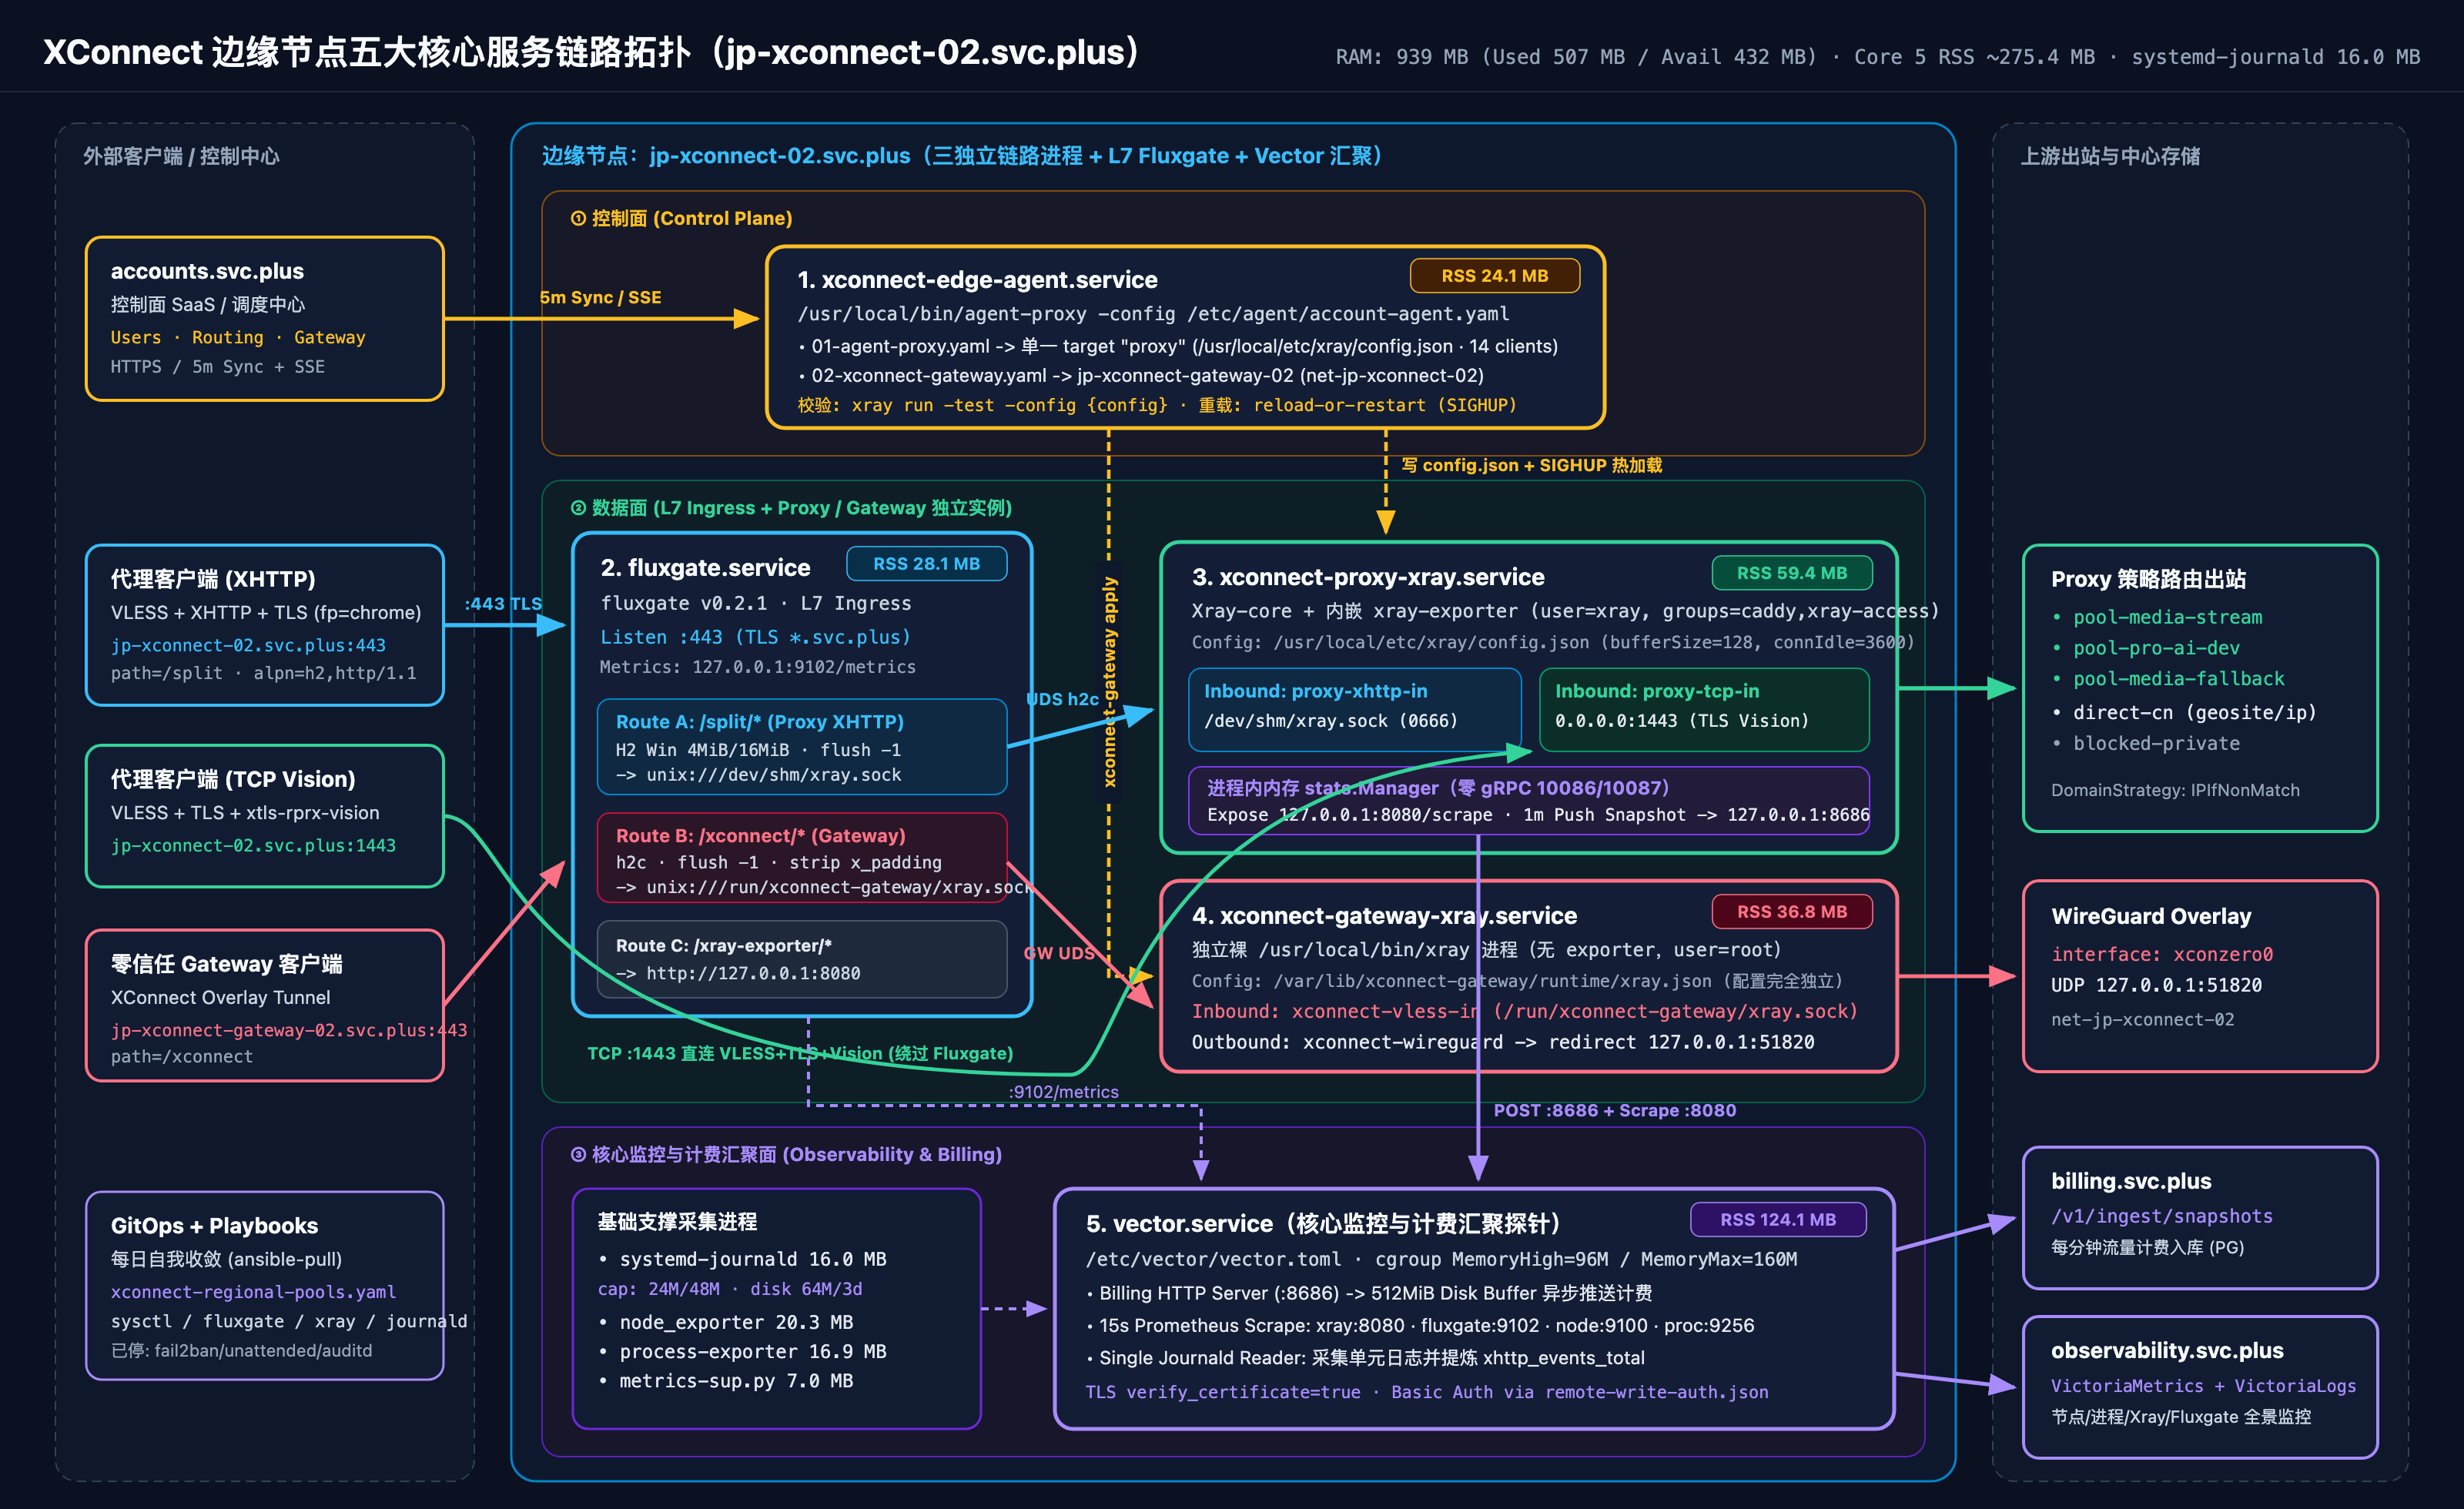 XConnect 边缘节点五大核心服务链路拓扑（jp-xconnect-02.svc.plus）
RAM: 939 MB (Used 507 MB / Avail 432 MB) · Core 5 RSS ~275.4 MB · systemd-journald 16.0 MB
外部客户端 / 控制中心
accounts.svc.plus
控制面 SaaS / 调度中心
Users · Routing · Gateway
HTTPS / 5m Sync + SSE
代理客户端 (XHTTP)
VLESS + XHTTP + TLS (fp=chrome)
jp-xconnect-02.svc.plus:443
path=/split · alpn=h2,http/1.1
代理客户端 (TCP Vision)
VLESS + TLS + xtls-rprx-vision
jp-xconnect-02.svc.plus:1443
零信任 Gateway 客户端
XConnect Overlay Tunnel
jp-xconnect-gateway-02.svc.plus:443
path=/xconnect
GitOps + Playbooks
每日自我收敛 (ansible-pull)
xconnect-regional-pools.yaml
sysctl / fluxgate / xray / journald
已停: fail2ban/unattended/auditd
边缘节点：jp-xconnect-02.svc.plus（三独立链路进程 + L7 Fluxgate + Vector 汇聚）
① 控制面 (Control Plane)
5m Sync / SSE
1. xconnect-edge-agent.service
RSS 24.1 MB
/usr/local/bin/agent-proxy -config /etc/agent/account-agent.yaml
• 01-agent-proxy.yaml -> 单一 target "proxy" (/usr/local/etc/xray/config.json · 14 clients)
• 02-xconnect-gateway.yaml -> jp-xconnect-gateway-02 (net-jp-xconnect-02)
校验: xray run -test -config {config} · 重载: reload-or-restart (SIGHUP)
写 config.json + SIGHUP 热加载
② 数据面 (L7 Ingress + Proxy / Gateway 独立实例)
:443 TLS
2. fluxgate.service
RSS 28.1 MB
fluxgate v0.2.1 · L7 Ingress
Listen :443 (TLS *.svc.plus)
Metrics: 127.0.0.1:9102/metrics
Route A: /split/* (Proxy XHTTP)
H2 Win 4MiB/16MiB · flush -1
-> unix:///dev/shm/xray.sock
Route B: /xconnect/* (Gateway)
h2c · flush -1 · strip x_padding
-> unix:///run/xconnect-gateway/xray.sock
Route C: /xray-exporter/*
-> http://127.0.0.1:8080
UDS h2c
xconnect-gateway apply
GW UDS
TCP :1443 直连 VLESS+TLS+Vision (绕过 Fluxgate)
:9102/metrics
3. xconnect-proxy-xray.service
RSS 59.4 MB
Xray-core + 内嵌 xray-exporter (user=xray, groups=caddy,xray-access)
Config: /usr/local/etc/xray/config.json (bufferSize=128, connIdle=3600)
Inbound: proxy-xhttp-in
/dev/shm/xray.sock (0666)
Inbound: proxy-tcp-in
0.0.0.0:1443 (TLS Vision)
进程内内存 stats.Manager（零 gRPC 10086/10087）
Expose 127.0.0.1:8080/scrape · 1m Push Snapshot -> 127.0.0.1:8686
4. xconnect-gateway-xray.service
RSS 36.8 MB
独立裸 /usr/local/bin/xray 进程 (无 exporter, user=root)
Config: /var/lib/xconnect-gateway/runtime/xray.json (配置完全独立)
Inbound: xconnect-vless-in (/run/xconnect-gateway/xray.sock)
Outbound: xconnect-wireguard -> redirect 127.0.0.1:51820
POST :8686 + Scrape :8080
③ 核心监控与计费汇聚面 (Observability & Billing)
基础支撑采集进程
• systemd-journald 16.0 MB
cap: 24M/48M · disk 64M/3d
• node_exporter 20.3 MB
• process-exporter 16.9 MB
• metrics-sup.py 7.0 MB
5. vector.service（核心监控与计费汇聚探针）
RSS 124.1 MB
/etc/vector/vector.toml · cgroup MemoryHigh=96M / MemoryMax=160M
• Billing HTTP Server (:8686) -> 512MiB Disk Buffer 异步推送计费
• 15s Prometheus Scrape: xray:8080 · fluxgate:9102 · node:9100 · proc:9256
• Single Journald Reader: 采集单元日志并提炼 xhttp_events_total
TLS verify_certificate=true · Basic Auth via remote-write-auth.json
上游出站与中心存储
Proxy 策略路由出站
• pool-media-stream
• pool-pro-ai-dev
• pool-media-fallback
• direct-cn (geosite/ip)
• blocked-private
DomainStrategy: IPIfNonMatch
WireGuard Overlay
interface: xconzero0
UDP 127.0.0.1:51820
net-jp-xconnect-02
billing.svc.plus
/v1/ingest/snapshots
每分钟流量计费入库 (PG)
observability.svc.plus
VictoriaMetrics + VictoriaLogs
节点/进程/Xray/Fluxgate 全景监控